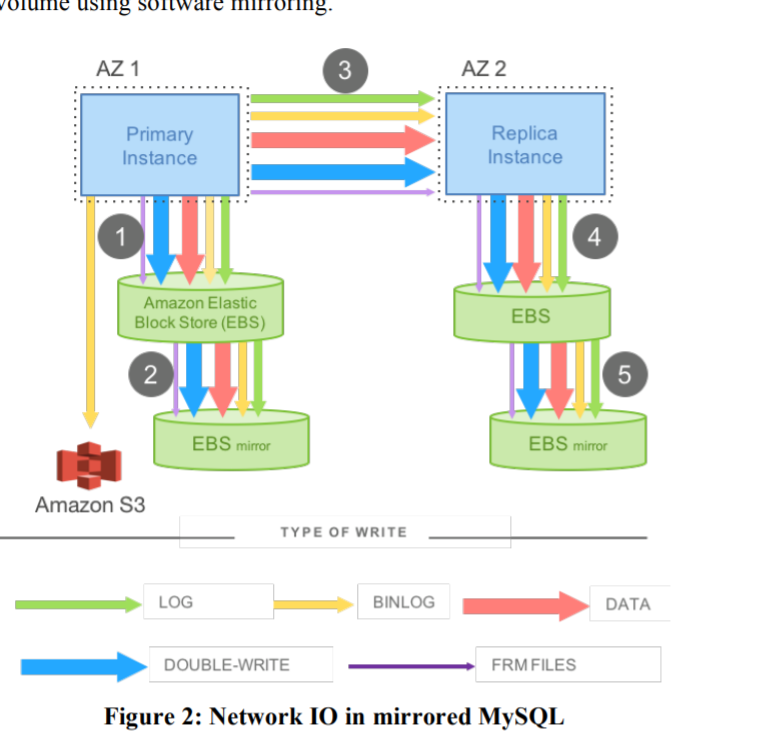 volume using software mirroring.
AZ 1
3
AZ 2
Primary
Instance
Replica
Instance
1
4
Amazon Elastic
Block Store (EBS)
EBS
2
5
EBS mirror
EBS mirror
Amazon S3
TYPE OF WRITE
LOG
BINLOG
DATA
DOUBLE-WRITE
FRM FILES
Figure 2: Network IO in mirrored MySQL